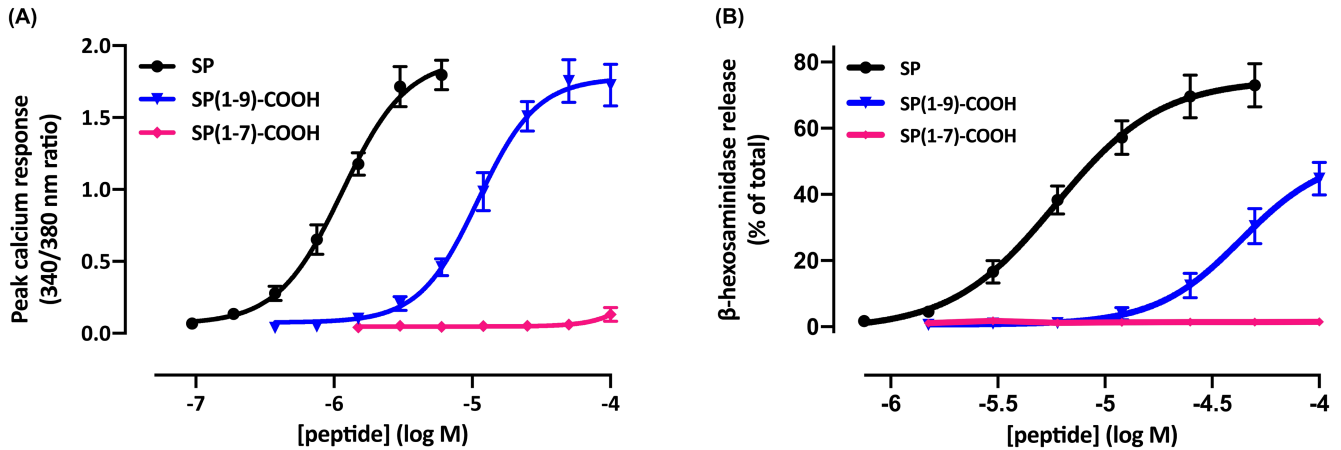 (A)
Peak calcium response
(340/380 nm ratio)
2.0
1.5
1.0
0.5
0.0
SP
SP(1-9)-COOH
SP(1-7)-COOH
-7
-6
-5
-4
[peptide] (log M)
(B)
β-hexosaminidase release
(% of total)
80
60
40
20
0
SP
SP(1-9)-COOH
SP(1-7)-COOH
-6
-5.5
-5
-4.5
-4
[peptide] (log M)